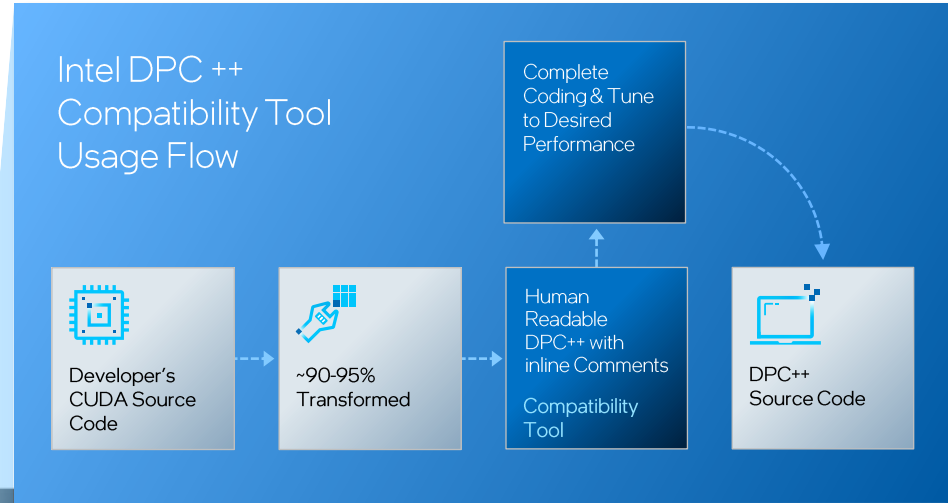 Intel DPC ++
Compatibility Tool
Usage Flow
Complete
Coding & Tune
to Desired
Performance
Developer's
CUDA Source
Code
~90-95%
Transformed
Human
Readable
DPC++ with
inline Comments
Compatibility
Tool
DPC++
Source Code